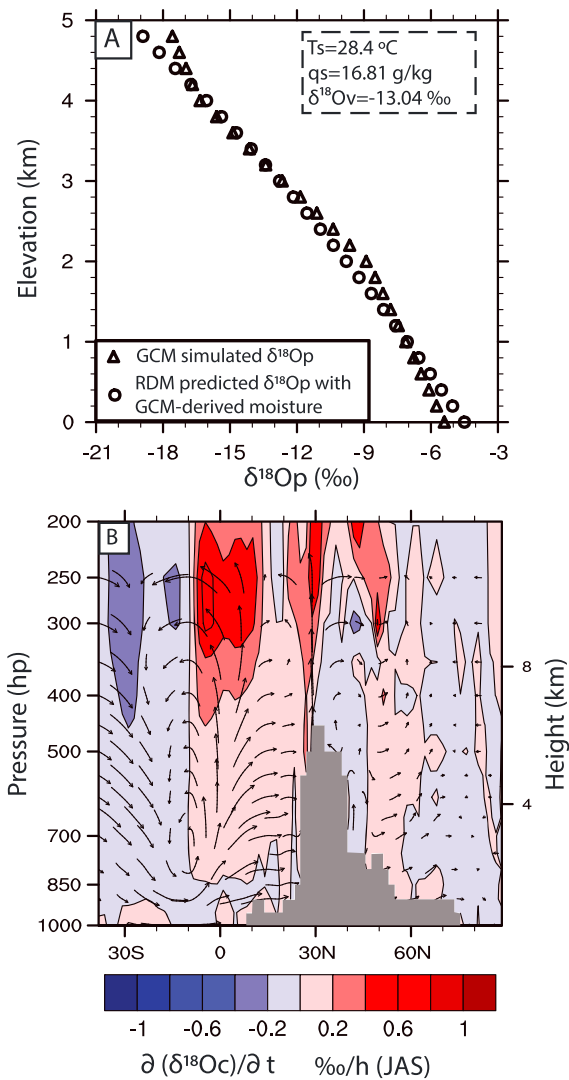 A
Ts=28.4 ºC
qs=16.81 g/kg
δ¹⁸Ov=-13.04 ‰
5
4
3
2
1
0
Elevation (km)
GCM simulated δ¹⁸Op
RDM predicted δ¹⁸Op with
GCM-derived moisture
-21 -18 -15 -12 -9 -6 -3
δ¹⁸Op (‰)
B
200
250
300
400
500
700
850
1000
Pressure (hp)
8
4
Height (km)
30S 0 30N 60N
-1 -0.6 -0.2 0.2 0.6 1
∂ (δ¹⁸Oc)/∂ t ‰/h (JAS)